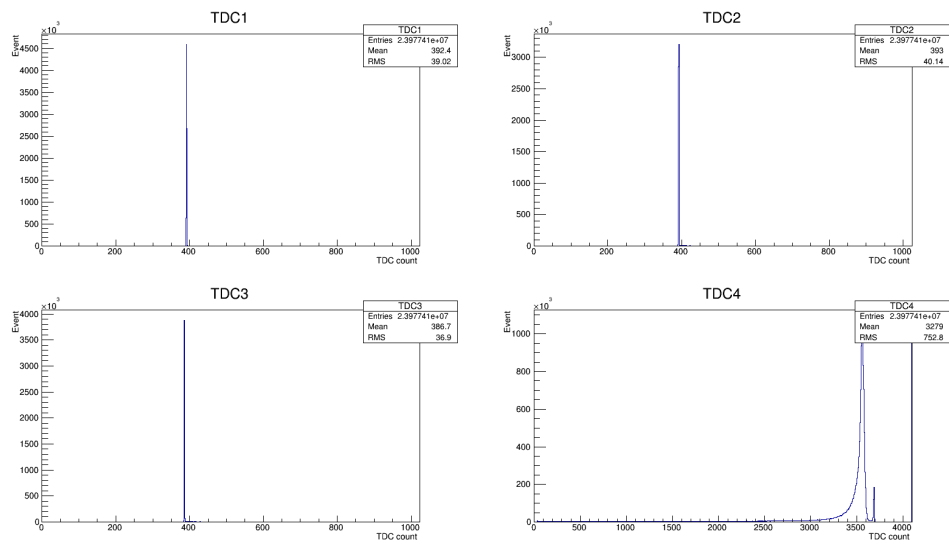 TDC1
×10³
Event
TDC1
Entries 2.397741e+07
Mean 392.4
RMS 39.02
4500
4000
3500
3000
2500
2000
1500
1000
500
0
0 200 400 600 800 1000
TDC count
TDC2
×10³
Event
TDC2
Entries 2.397741e+07
Mean 393
RMS 40.14
3000
2500
2000
1500
1000
500
0
0 200 400 600 800 1000
TDC count
TDC3
×10³
Event
TDC3
Entries 2.397741e+07
Mean 386.7
RMS 36.9
4000
3500
3000
2500
2000
1500
1000
500
0
0 200 400 600 800 1000
TDC count
TDC4
×10³
Event
TDC4
Entries 2.397741e+07
Mean 3279
RMS 752.8
1000
800
600
400
200
0
0 500 1000 1500 2000 2500 3000 3500 4000
TDC count